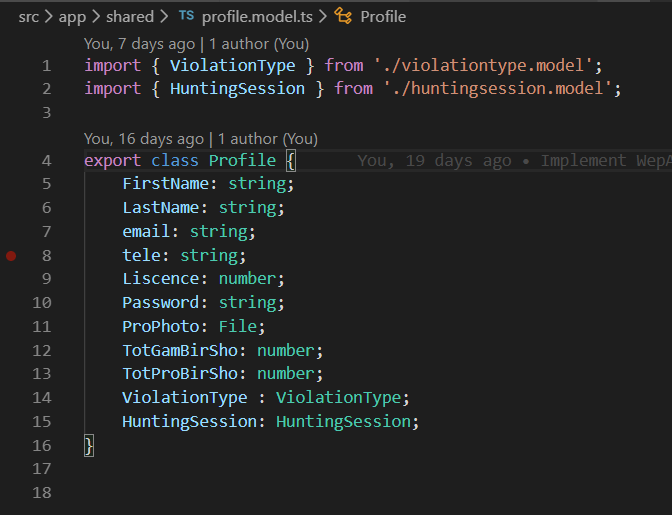 src > app > shared > TS profile.model.ts > Profile
You, 7 days ago | 1 author (You)
1 import { ViolationType } from './violationtype.model';
2 import { HuntingSession } from './huntingsession.model';
3
You, 16 days ago | 1 author (You)
4 export class Profile { You, 19 days ago • Implement WepA
5 FirstName: string;
6 LastName: string;
7 email: string;
8 tele: string;
9 Liscence: number;
10 Password: string;
11 ProPhoto: File;
12 TotGamBirSho: number;
13 TotProBirSho: number;
14 ViolationType : ViolationType;
15 HuntingSession: HuntingSession;
16 }
17
18